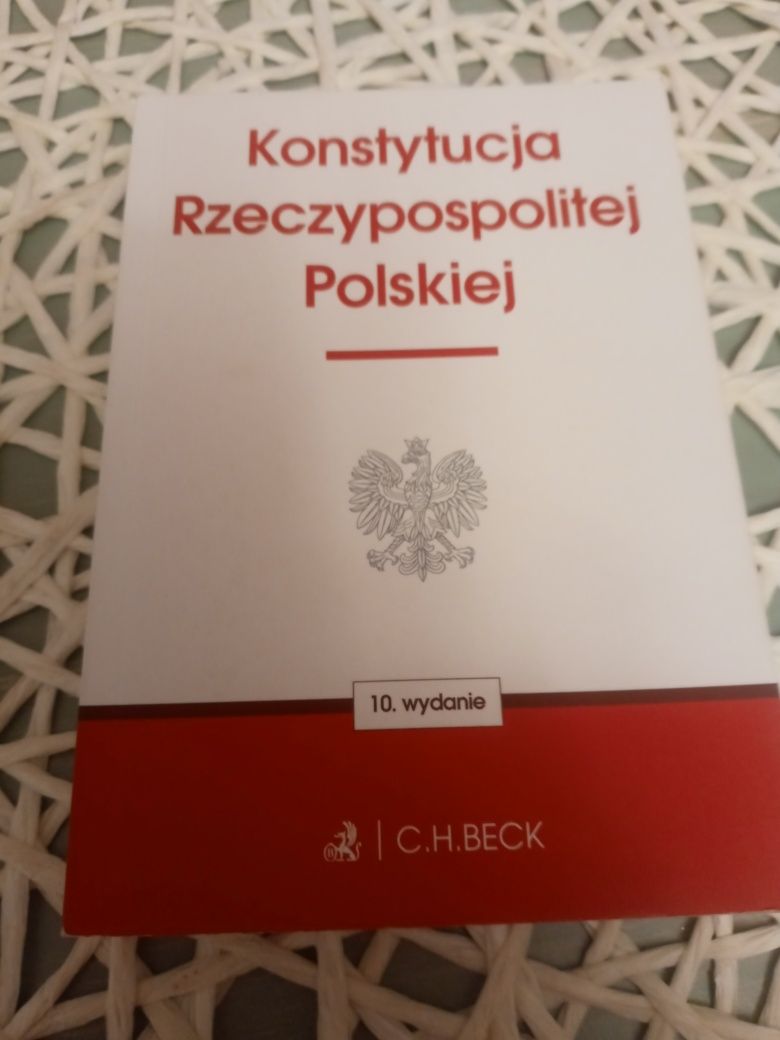 Konstytucja
Rzeczypospolitej
Polskiej
10. wydanie
C.H.BECK